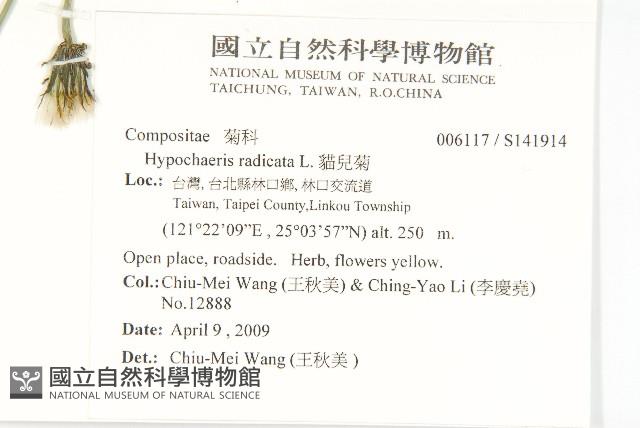 國立自然科學博物館
NATIONAL MUSEUM OF NATURAL SCIENCE
TAICHUNG, TAIWAN, R.O.CHINA
Compositae 菊科 006117 / S141914
Hypochaeris radicata L. 貓兒菊
Loc.: 台灣, 台北縣林口鄉, 林口交流道
Taiwan, Taipei County,Linkou Township
(121°22’09”E , 25°03’57”N) alt. 250 m.
Open place, roadside. Herb, flowers yellow.
Col.: Chiu-Mei Wang (王秋美) & Ching-Yao Li (李慶堯)
No.12888
Date: April 9 , 2009
Det.: Chiu-Mei Wang (王秋美 )
國立自然科學博物館
NATIONAL MUSEUM OF NATURAL SCIENCE